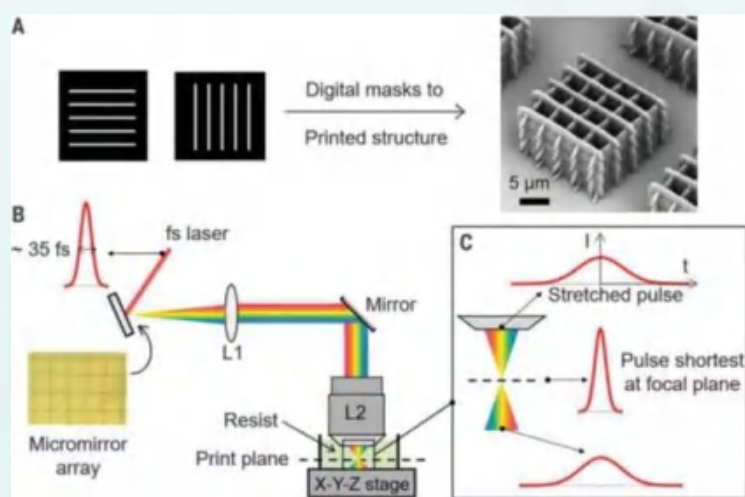 A
Digital masks to
Printed structure
5 μm
B
~ 35 fs
fs laser
Mirror
L1
Micromirror
array
L2
Resist
Print plane
X-Y-Z stage
C
I
t
Stretched pulse
Pulse shortest
at focal plane